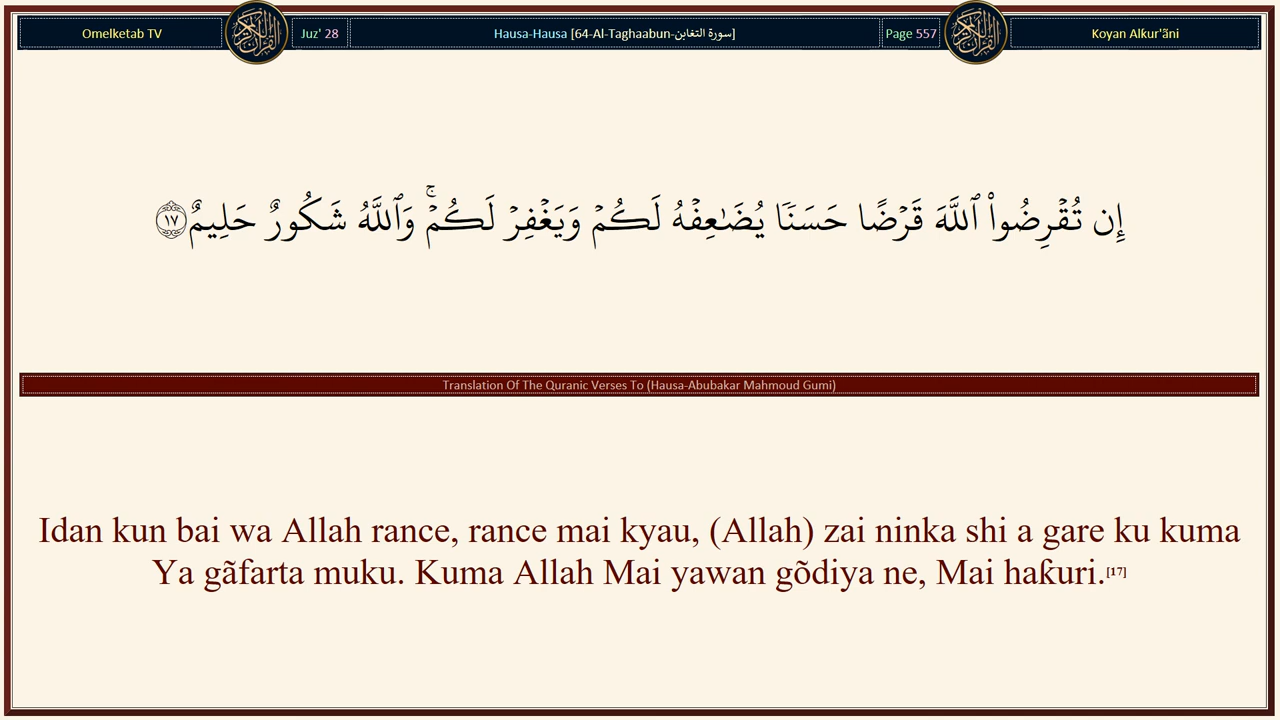 Omelketab TV
Juz' 28
Hausa-Hausa [64-Al-Taghaabun-سورة التغابن]
Page 557
Koyan Alƙur'ãni
إِن تُقۡرِضُواْ ٱللَّهَ قَرۡضًا حَسَنٗا يُضَٰعِفۡهُ لَكُمۡ وَيَغۡفِرۡ لَكُمۡۚ وَٱللَّهُ شَكُورٌ حَلِيمٌ ١٧
Translation Of The Quranic Verses To (Hausa-Abubakar Mahmoud Gumi)
Idan kun bai wa Allah rance, rance mai kyau, (Allah) zai ninka shi a gare ku kuma
Ya gãfarta muku. Kuma Allah Mai yawan gõdiya ne, Mai haƙuri.[17]